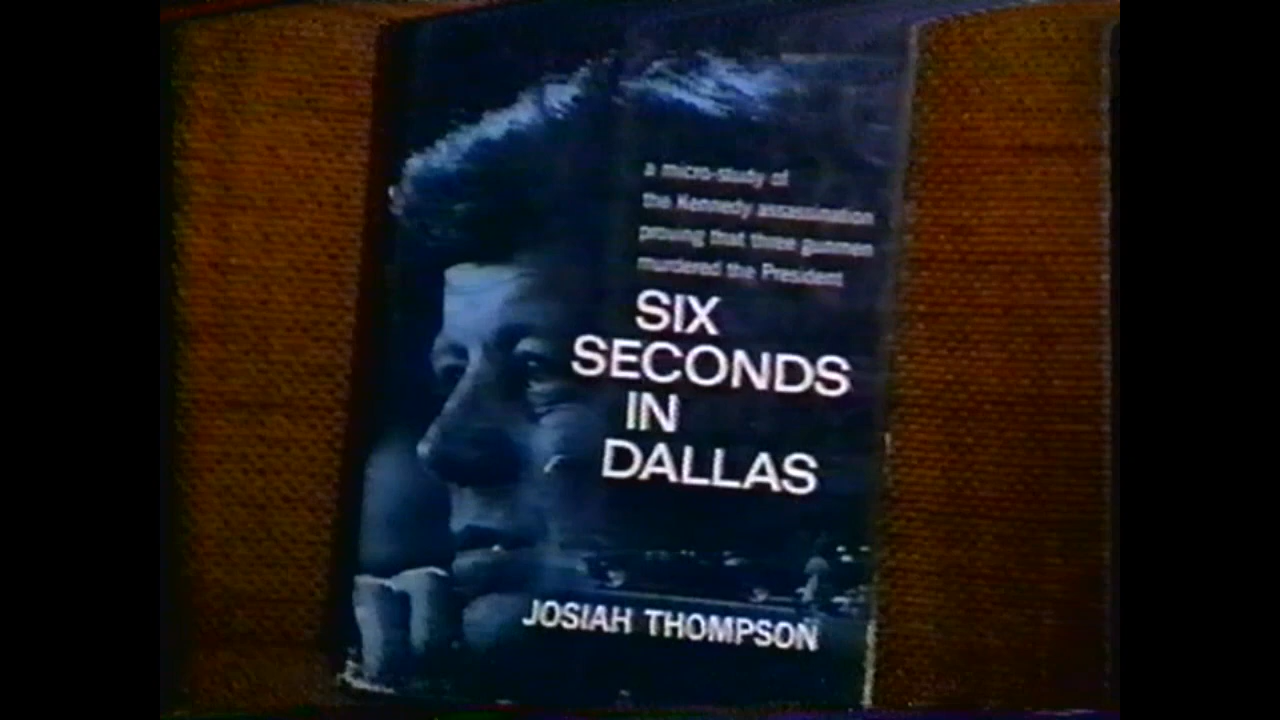 a micro-study of
the Kennedy assassination
proving that three gunmen
murdered the President
SIX
SECONDS
IN
DALLAS
JOSIAH THOMPSON